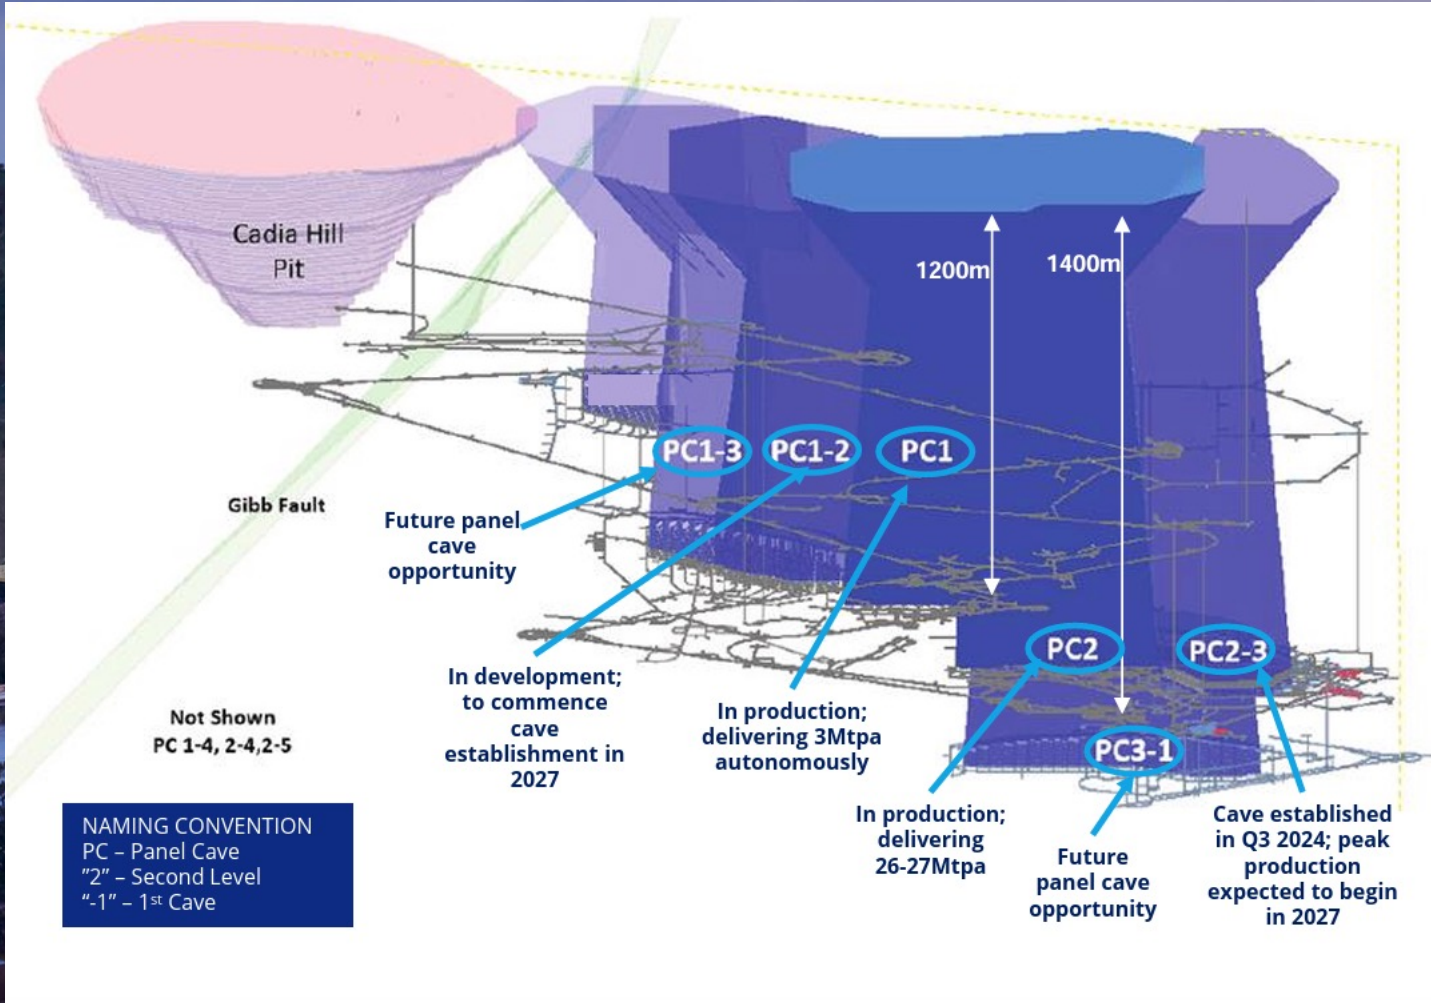 Cadia Hill
Pit
1200m
1400m
PC1-3
PC1-2
PC1
Gibb Fault
Future panel
cave
opportunity
PC2
PC2-3
In development;
to commence
cave
establishment in
2027
In production;
delivering 3Mtpa
autonomously
Not Shown
PC 1-4, 2-4,2-5
PC3-1
In production;
delivering
26-27Mtpa
Future
panel cave
opportunity
Cave established
in Q3 2024; peak
production
expected to begin
in 2027
NAMING CONVENTION
PC – Panel Cave
”2” – Second Level
“-1” – 1st Cave